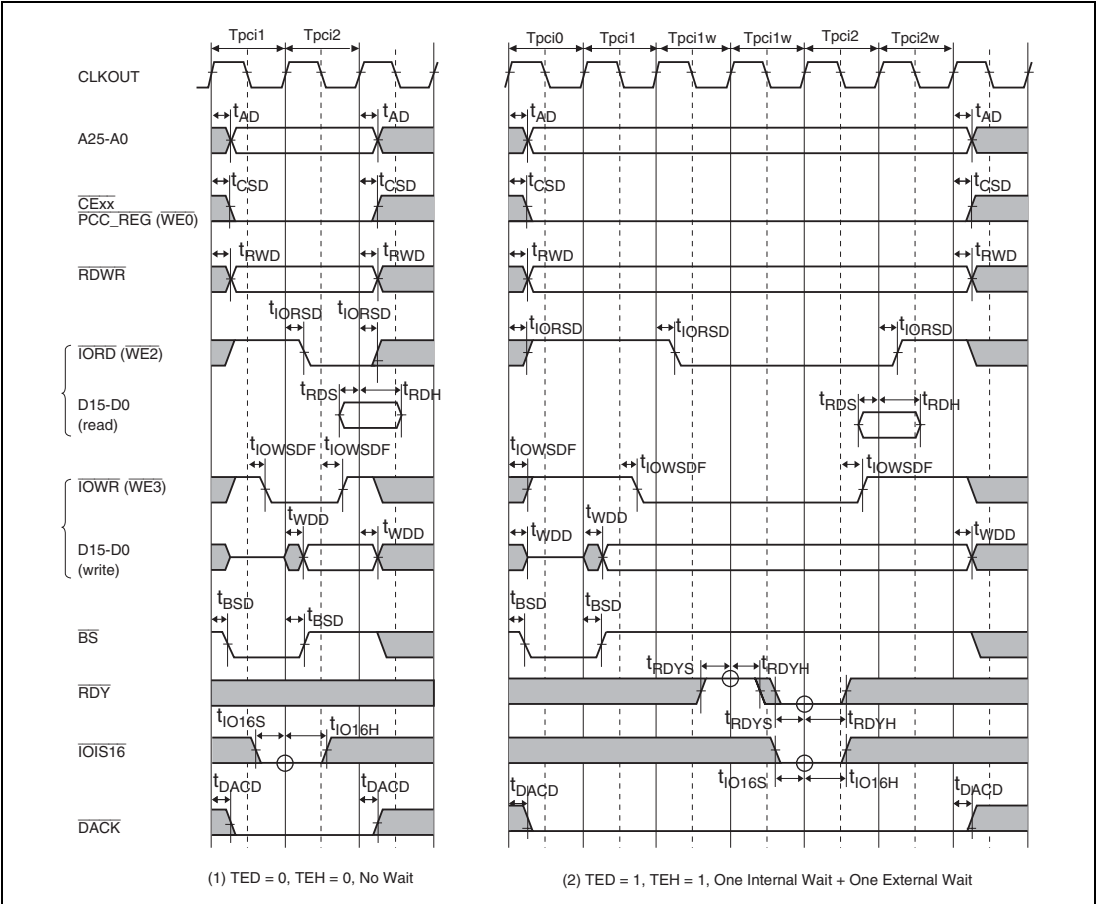 Tpci1 Tpci2 Tpci0 Tpci1 Tpci1w Tpci1w Tpci2 Tpci2w
CLKOUT
tAD tAD tAD tAD
A25-A0
tCSD tCSD tCSD tCSD
CExx
PCC_REG (WE0)
tRWD tRWD tRWD tRWD
RDWR
tIORSD tIORSD tIORSD tIORSD tIORSD
IORD (WE2)
tRDS tRDH tRDS tRDH
D15-D0
(read)
tIOWSDF tIOWSDF tIOWSDF tIOWSDF tIOWSDF
IOWR (WE3)
tWDD tWDD tWDD tWDD tWDD
D15-D0
(write)
tBSD tBSD tBSD tBSD
BS
tRDYS tRDYH
RDY
tRDYS tRDYH
tIO16S tIO16H
IOIS16
tIO16S tIO16H
tDACD tDACD tDACD tDACD
DACK
(1) TED = 0, TEH = 0, No Wait
(2) TED = 1, TEH = 1, One Internal Wait + One External Wait